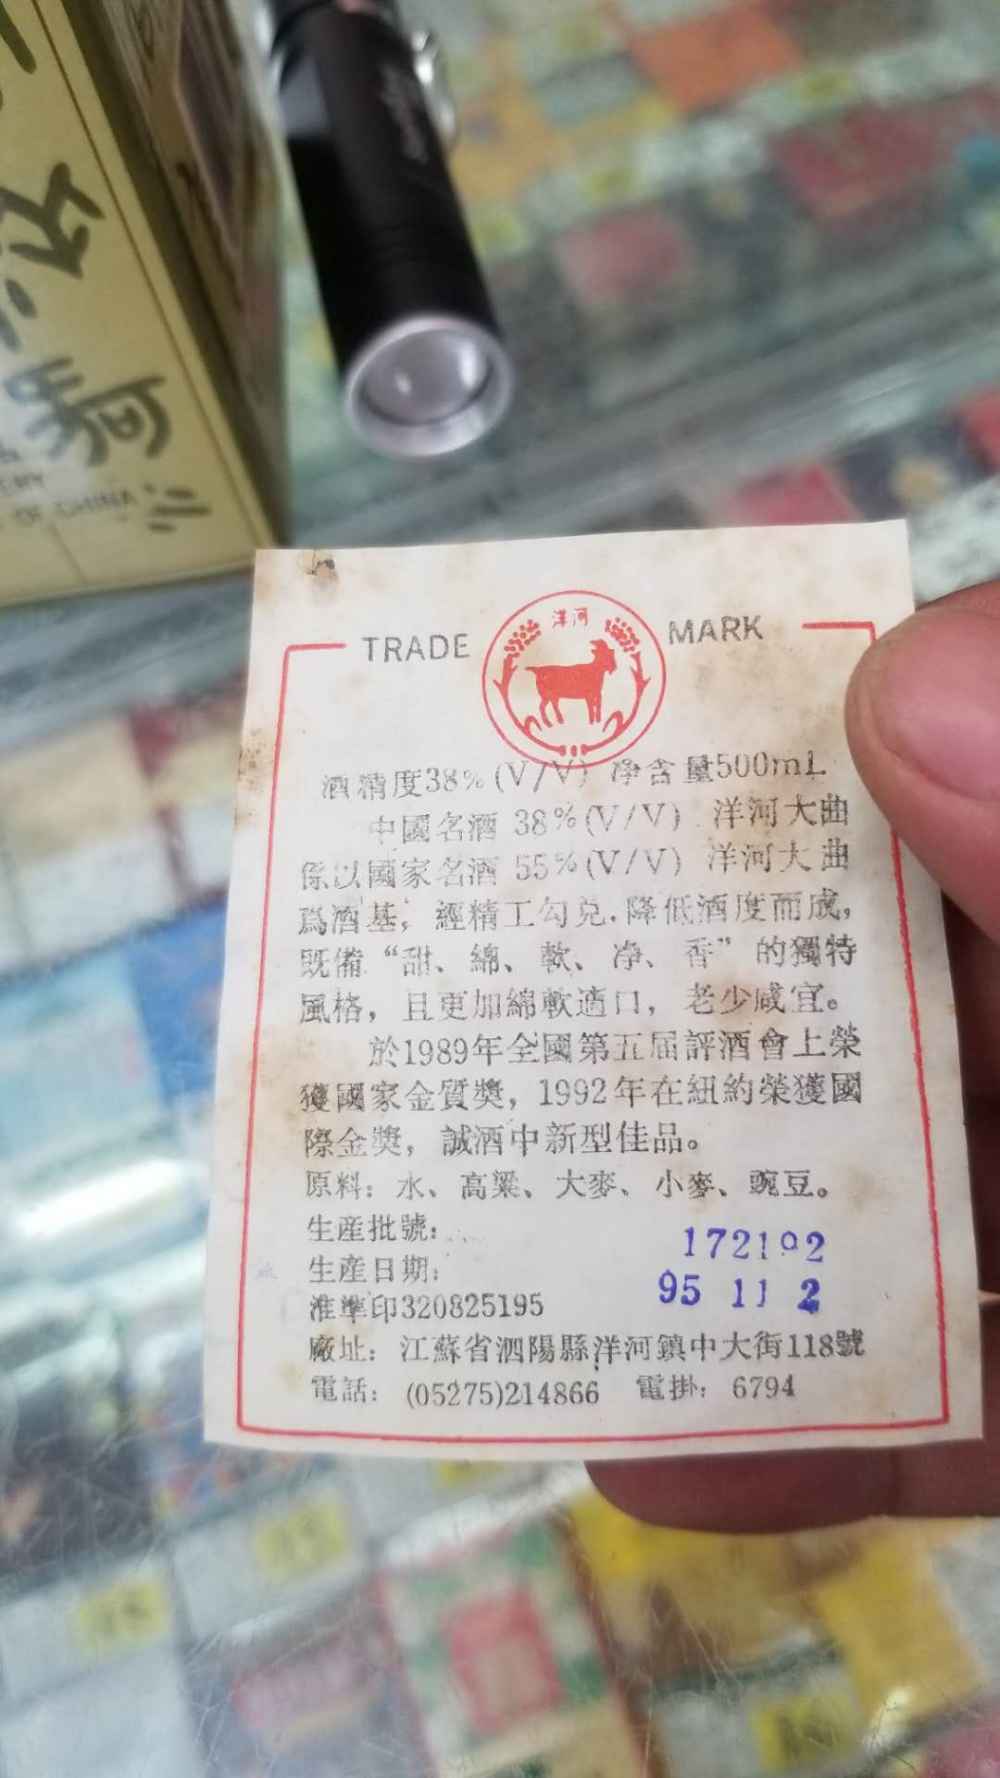 OF CHINA
TRADE 洋河 MARK
酒精度38%(V/V) 净含量500mL
中國名酒 38%(V/V) 洋河大曲
係以國家名酒 55%(V/V) 洋河大曲
爲酒基，經精工勾兑.降低酒度而成，
既備“甜、綿、軟、净、香”的獨特
風格，且更加綿軟適口，老少咸宜。
於1989年全國第五届評酒會上榮
獲國家金質獎，1992年在紐約榮獲國
際金獎，誠酒中新型佳品。
原料：水、高粱、大麥、小麥、豌豆。
生産批號： 172192
生産日期： 95 11 2
淮準印320825195
廠址：江蘇省泗陽縣洋河鎮中大街118號
電話：(05275)214866 電掛：6794